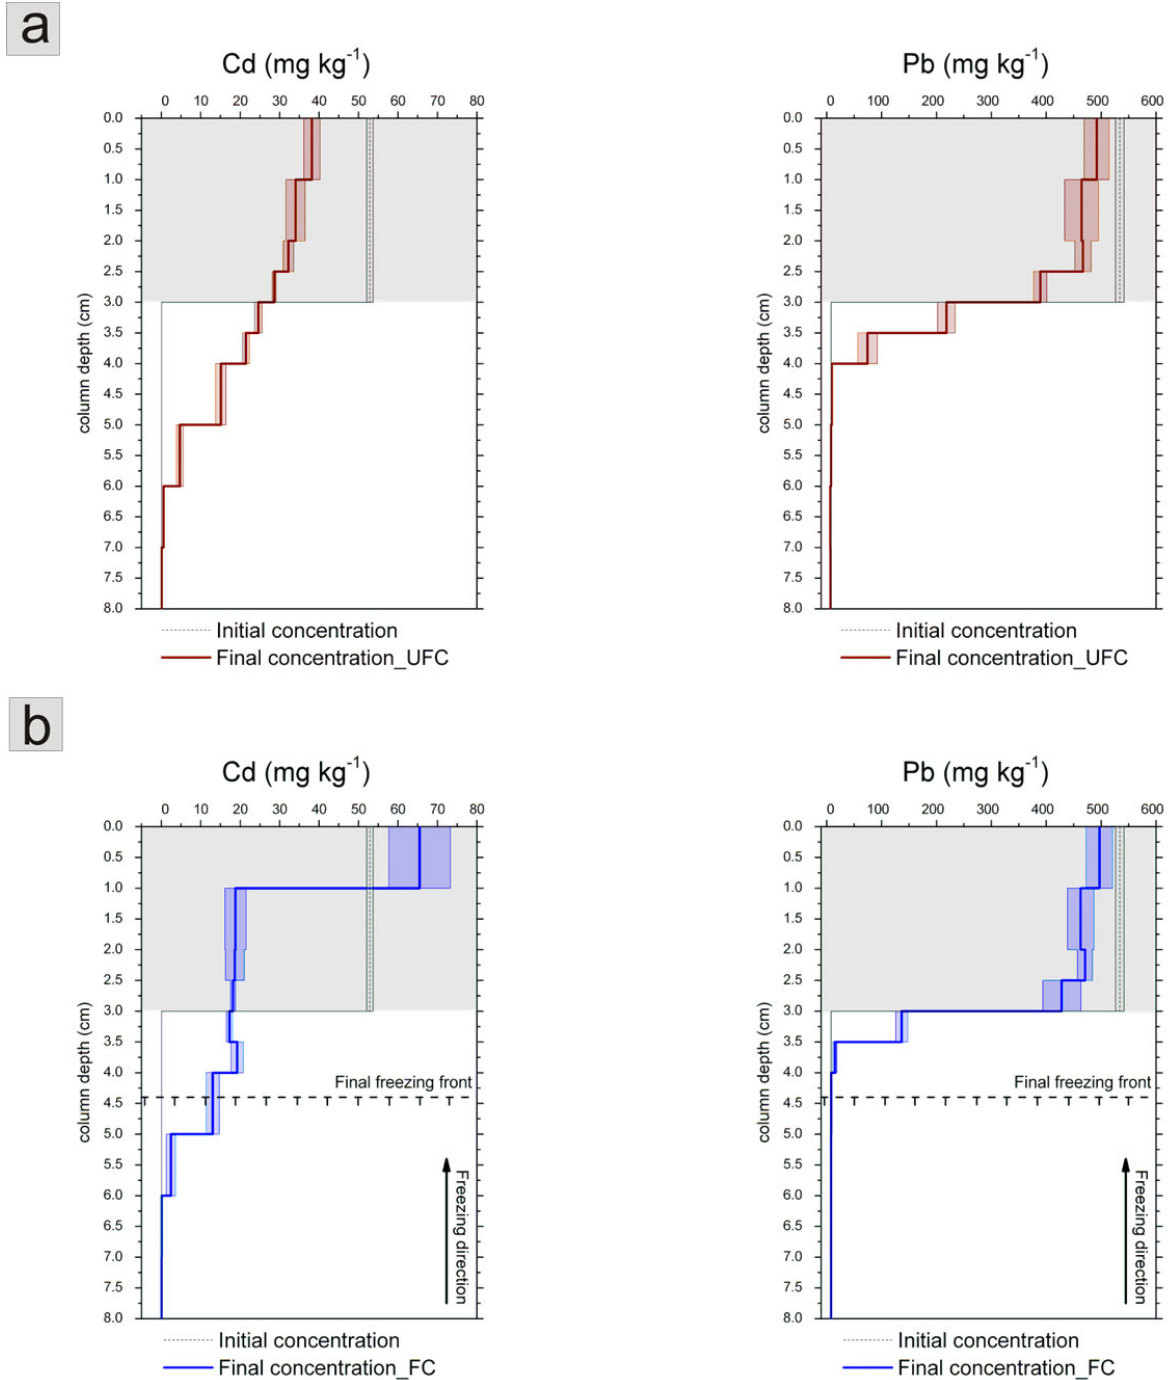 a
Cd (mg kg-1)
0 10 20 30 40 50 60 70 80
0.0
0.5
1.0
1.5
2.0
2.5
3.0
3.5
4.0
4.5
5.0
5.5
6.0
6.5
7.0
7.5
8.0
column depth (cm)
Initial concentration
Final concentration_UFC
Pb (mg kg-1)
0 100 200 300 400 500 600
0.0
0.5
1.0
1.5
2.0
2.5
3.0
3.5
4.0
4.5
5.0
5.5
6.0
6.5
7.0
7.5
8.0
column depth (cm)
Initial concentration
Final concentration_UFC
b
Cd (mg kg-1)
0 10 20 30 40 50 60 70 80
0.0
0.5
1.0
1.5
2.0
2.5
3.0
3.5
4.0
4.5
5.0
5.5
6.0
6.5
7.0
7.5
8.0
column depth (cm)
Final freezing front
Freezing direction
Initial concentration
Final concentration_FC
Pb (mg kg-1)
0 100 200 300 400 500 600
0.0
0.5
1.0
1.5
2.0
2.5
3.0
3.5
4.0
4.5
5.0
5.5
6.0
6.5
7.0
7.5
8.0
column depth (cm)
Final freezing front
Freezing direction
Initial concentration
Final concentration_FC